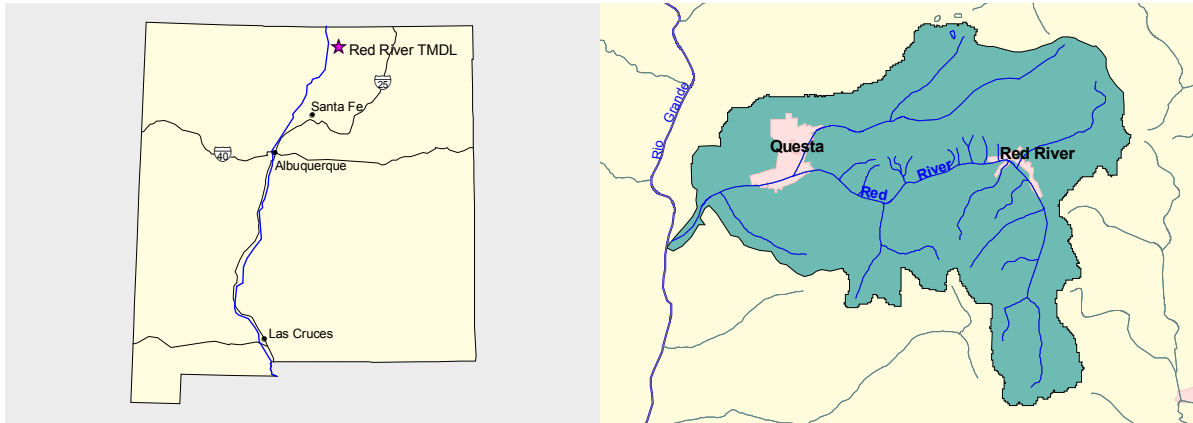 Red River TMDL
25
Santa Fe
40
Albuquerque
Las Cruces
Rio Grande
Questa
Red River
Red River